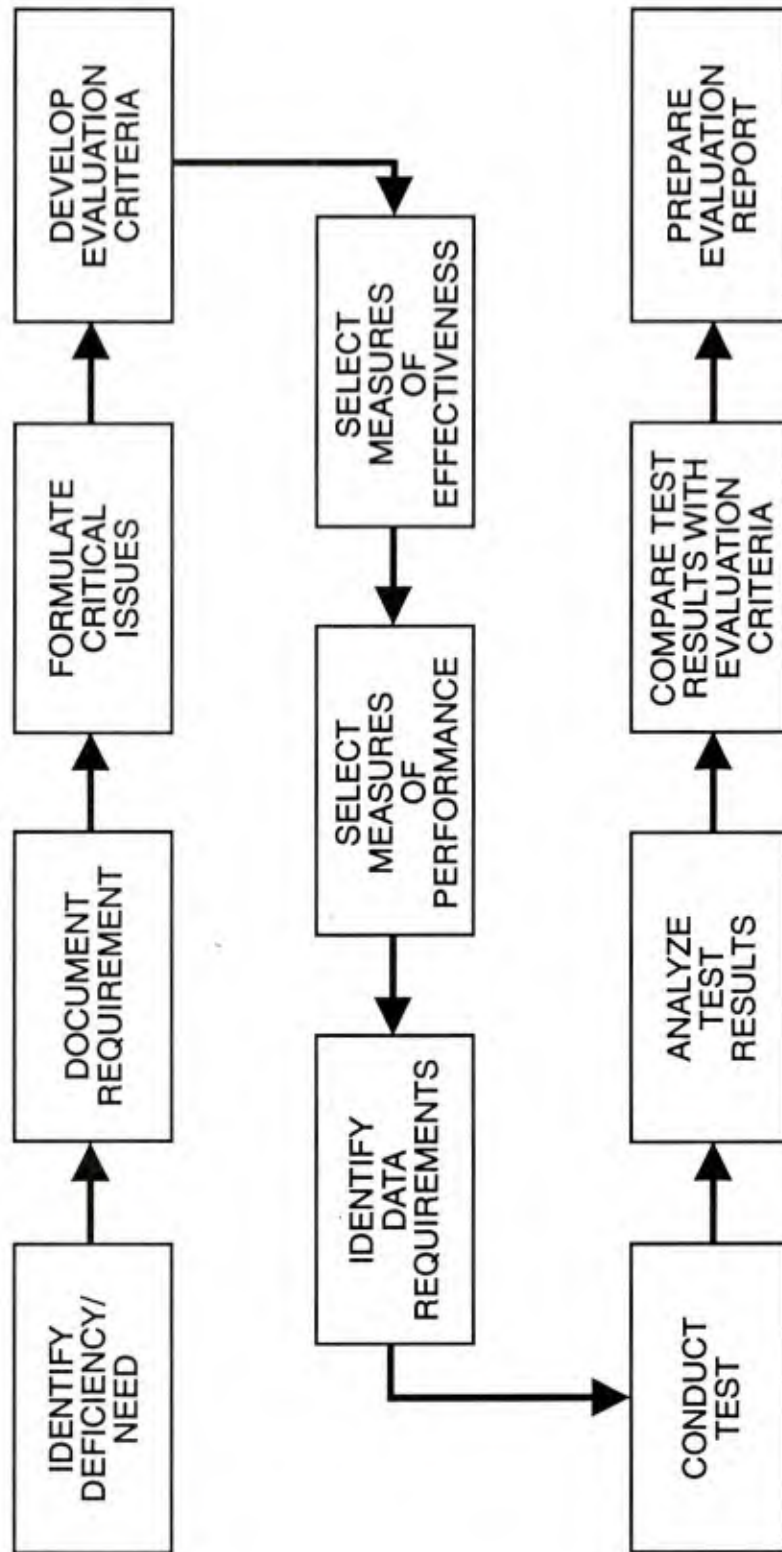 IDENTIFY
DEFICIENCY/
NEED
DOCUMENT
REQUIREMENT
FORMULATE
CRITICAL
ISSUES
DEVELOP
EVALUATION
CRITERIA
SELECT
MEASURES
OF
EFFECTIVENESS
SELECT
MEASURES
OF
PERFORMANCE
IDENTIFY
DATA
REQUIREMENTS
CONDUCT
TEST
ANALYZE
TEST
RESULTS
COMPARE TEST
RESULTS WITH
EVALUATION
CRITERIA
PREPARE
EVALUATION
REPORT